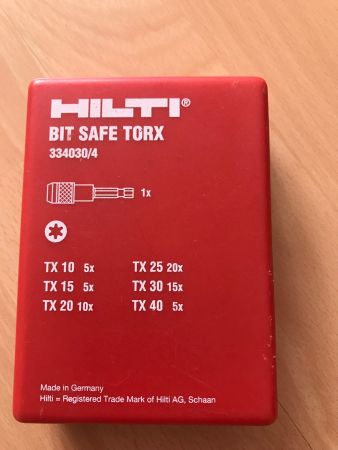 HILTI®
BIT SAFE TORX
334030/4
1x
TX 10 5x TX 25 20x
TX 15 5x TX 30 15x
TX 20 10x TX 40 5x
Made in Germany
Hilti = Registered Trade Mark of Hilti AG, Schaan